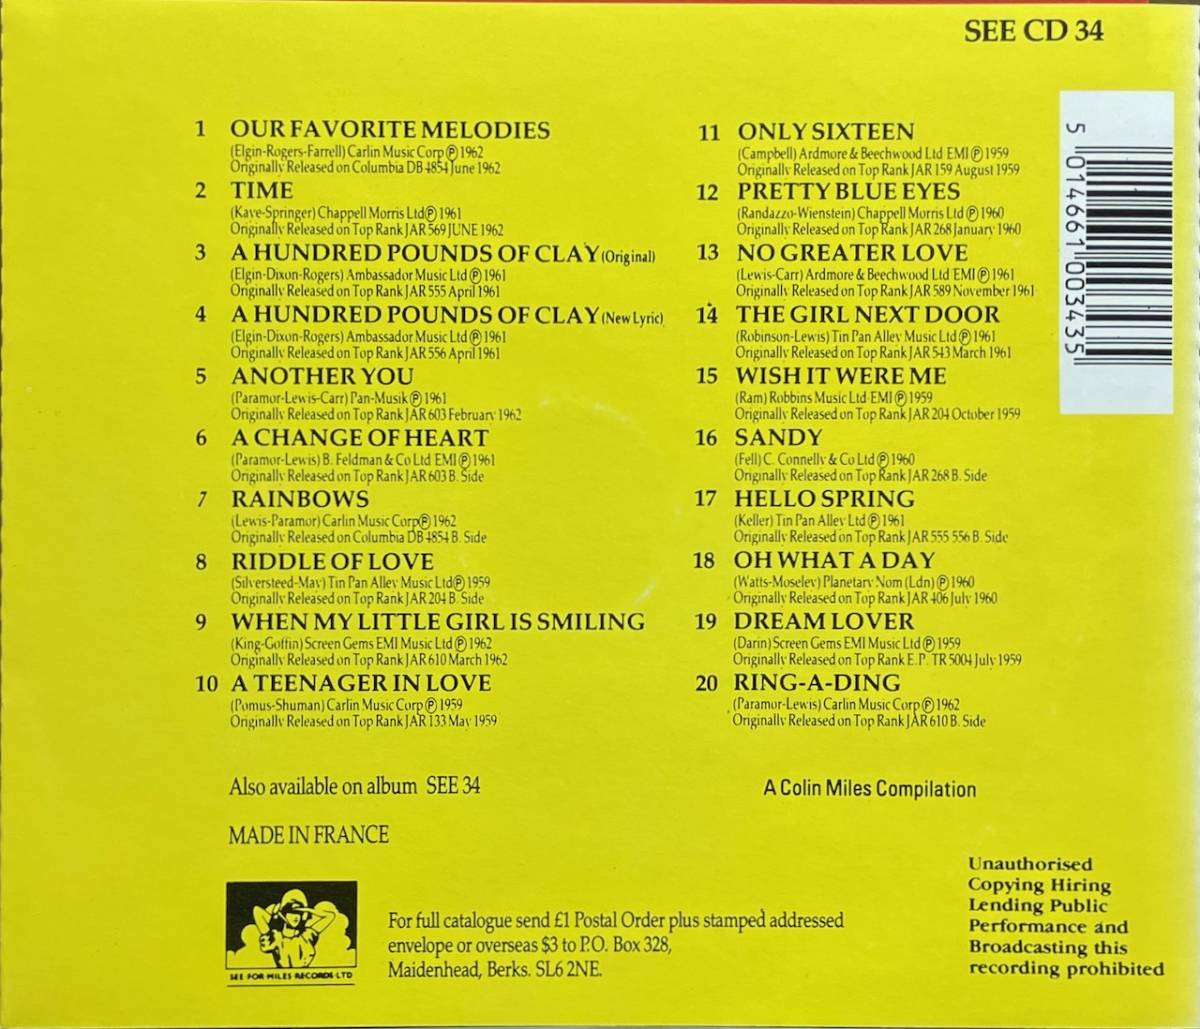 SEE CD 34
1 OUR FAVORITE MELODIES
(Elgin-Rogers-Farrell) Carlin Music Corp Ⓟ 1962
Originally Released on Columbia DB 4854 June 1962
2 TIME
(Kaye-Springer) Chappell Morris Ltd Ⓟ 1961
Originally Released on Top Rank JAR 569 JUNE 1962
3 A HUNDRED POUNDS OF CLAY (Original)
(Elgin-Dixon-Rogers) Ambassador Music Ltd Ⓟ 1961
Originally Released on Top Rank JAR 555 April 1961
4 A HUNDRED POUNDS OF CLAY (New Lyric)
(Elgin-Dixon-Rogers) Ambassador Music Ltd Ⓟ 1961
Originally Released on Top Rank JAR 556 April 1961
5 ANOTHER YOU
(Paramor-Lewis-Carr) Pan-Musik Ⓟ 1961
Originally Released on Top Rank JAR 603 February 1962
6 A CHANGE OF HEART
(Paramor-Lewis) B. Feldman & Co Ltd EMI Ⓟ 1961
Originally Released on Top Rank JAR 603 B. Side
7 RAINBOWS
(Lewis-Paramor) Carlin Music Corp Ⓟ 1962
Originally Released on Columbia DB 4854 B. Side
8 RIDDLE OF LOVE
(Silversteed-May) Tin Pan Alley Music Ltd Ⓟ 1959
Originally Released on Top Rank JAR 204 B. Side
9 WHEN MY LITTLE GIRL IS SMILING
(King-Goffin) Screen Gems EMI Music Ltd Ⓟ 1962
Originally Released on Top Rank JAR 610 March 1962
10 A TEENAGER IN LOVE
(Pomus-Shuman) Carlin Music Corp Ⓟ 1959
Originally Released on Top Rank JAR 133 May 1959
11 ONLY SIXTEEN
(Campbell) Ardmore & Beechwood Ltd EMI Ⓟ 1959
Originally Released on Top Rank JAR 159 August 1959
12 PRETTY BLUE EYES
(Randazzo-Wienstein) Chappell Morris Ltd Ⓟ 1960
Originally Released on Top Rank JAR 268 January 1960
13 NO GREATER LOVE
(Lewis-Carr) Ardmore & Beechwood Ltd EMI Ⓟ 1961
Originally Released on Top Rank JAR 589 November 1961
14 THE GIRL NEXT DOOR
(Robinson-Lewis) Tin Pan Alley Music Ltd Ⓟ 1961
Originally Released on Top Rank JAR 543 March 1961
15 WISH IT WERE ME
(Ram) Robbins Music Ltd EMI Ⓟ 1959
Originally Released on Top Rank JAR 204 October 1959
16 SANDY
(Fell) C. Connelly & Co Ltd Ⓟ 1960
Originally Released on Top Rank JAR 268 B. Side
17 HELLO SPRING
(Keller) Tin Pan Alley Ltd Ⓟ 1961
Originally Released on Top Rank JAR 555 556 B. Side
18 OH WHAT A DAY
(Watts-Moseley) Planetary Nom (Ldn) Ⓟ 1960
Originally Released on Top Rank JAR 406 July 1960
19 DREAM LOVER
(Darin) Screen Gems EMI Music Ltd Ⓟ 1959
Originally Released on Top Rank E.P. TR 5004 July 1959
20 RING-A-DING
(Paramor-Lewis) Carlin Music Corp Ⓟ 1962
Originally Released on Top Rank JAR 610 B. Side
5 014661 003435
Also available on album SEE 34
A Colin Miles Compilation
MADE IN FRANCE
SEE FOR MILES RECORDS LTD
For full catalogue send £1 Postal Order plus stamped addressed
envelope or overseas $3 to P.O. Box 328,
Maidenhead, Berks. SL6 2NE.
Unauthorised
Copying Hiring
Lending Public
Performance and
Broadcasting this
recording prohibited